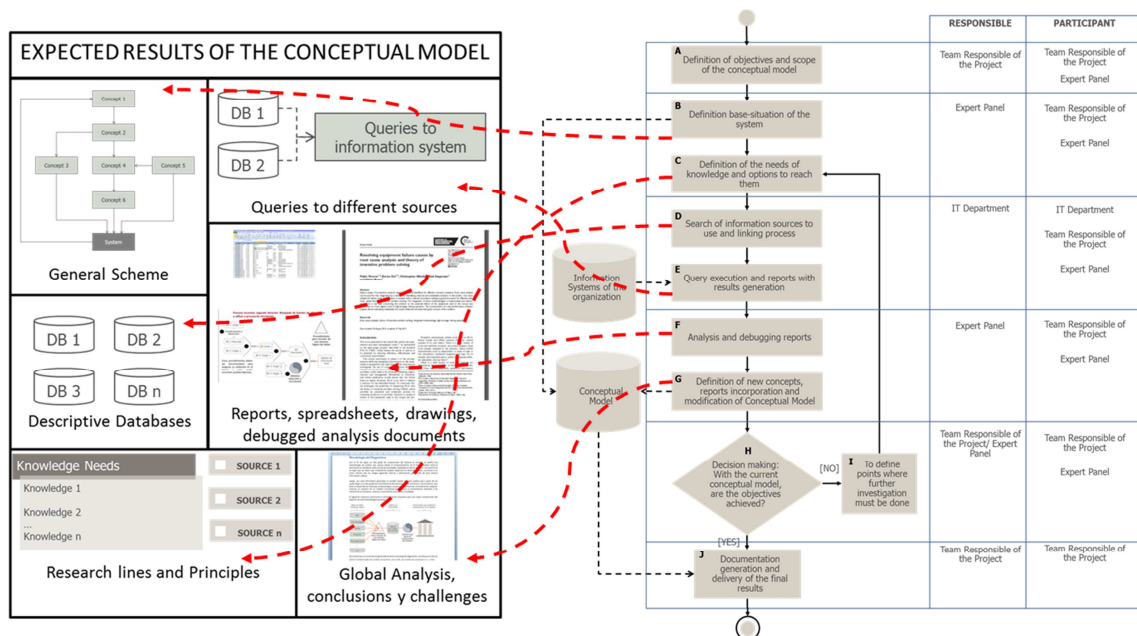 EXPECTED RESULTS OF THE CONCEPTUAL MODEL
Concept 1
Concept 2
Concept 3
Concept 4
Concept 5
Concept 6
System
General Scheme
DB 1
DB 2
Queries to
information system
Queries to different sources
DB 1
DB 2
DB 3
DB n
Descriptive Databases
Resolving equipment failure causes by
root cause analysis and theory of
inventive problem solving
Reports, spreadsheets, drawings,
debugged analysis documents
Knowledge Needs
Knowledge 1
Knowledge 2
...
Knowledge n
SOURCE 1
SOURCE 2
SOURCE n
Research lines and Principles
Global Analysis,
conclusions y challenges
RESPONSIBLE
PARTICIPANT
A
Definition of objectives and scope
of the conceptual model
Team Responsible of
the Project
Team Responsible of
the Project
Expert Panel
B
Definition base-situation of the
system
Expert Panel
Team Responsible of
the Project
Expert Panel
C
Definition of the needs of
knowledge and options to reach
them
D
Search of information sources to
use and linking process
IT Department
IT Department
Team Responsible of
the Project
Expert Panel
Information
Systems of the
organization
E
Query execution and reports with
results generation
F
Analysis and debugging reports
Expert Panel
Team Responsible of
the Project
Expert Panel
Conceptual
Model
G
Definition of new concepts,
reports incorporation and
modification of Conceptual Model
H
Decision making:
With the current
conceptual model,
are the objectives
achieved?
[NO]
I
To define
points where
further
investigation
must be done
Team Responsible of
the Project/ Expert
Panel
Team Responsible of
the Project
Expert Panel
[YES]
J
Documentation
generation and
delivery of the final
results
Team Responsible of
the Project
Team Responsible of
the Project